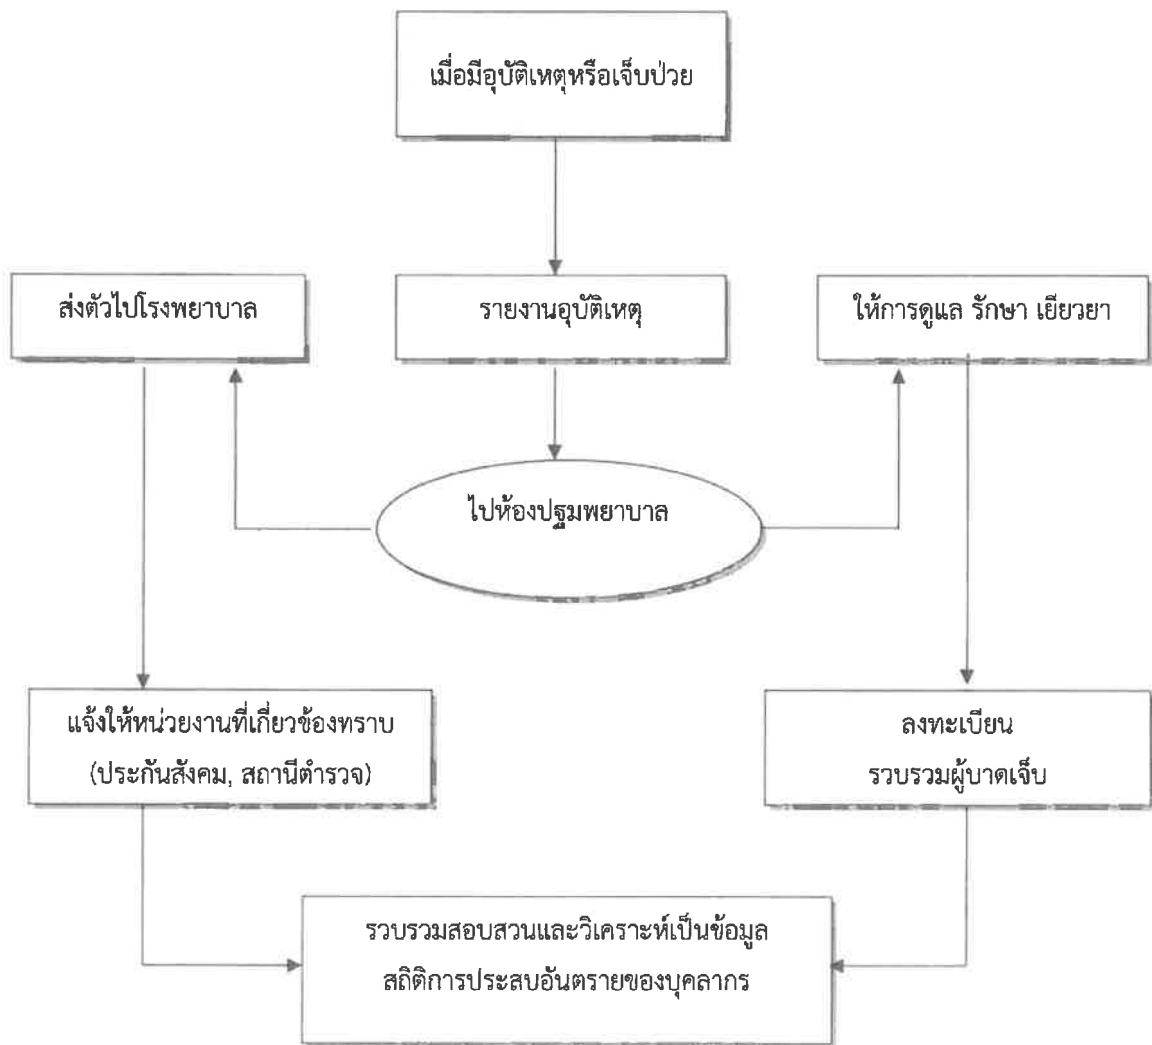 เมื่อมีอุบัติเหตุหรือเจ็บป่วย
ส่งตัวไปโรงพยาบาล
รายงานอุบัติเหตุ
ให้การดูแล รักษา เยียวยา
ไปห้องปฐมพยาบาล
แจ้งให้หน่วยงานที่เกี่ยวข้องทราบ
(ประกันสังคม, สถานีตำรวจ)
ลงทะเบียน
รวบรวมผู้บาดเจ็บ
รวบรวมสอบสวนและวิเคราะห์เป็นข้อมูล
สถิติการประสบอันตรายของบุคลากร